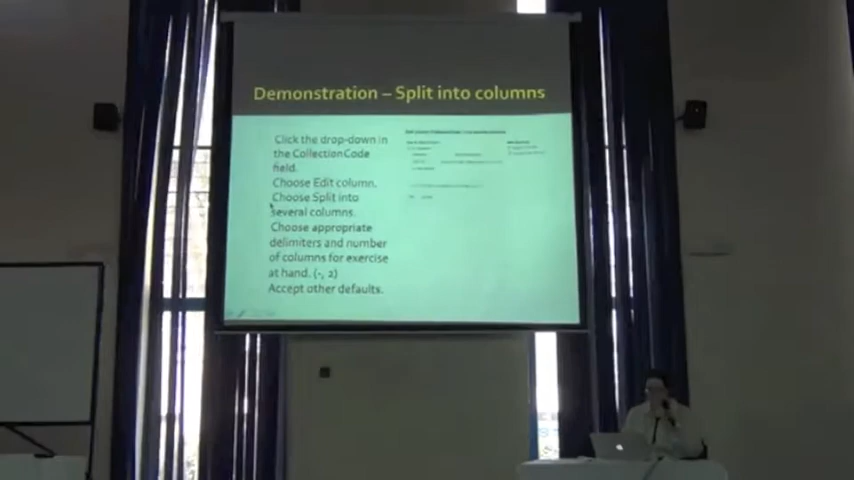 Demonstration – Split into columns
Click the drop-down in
the CollectionCode
field.
Choose Edit column.
Choose Split into
several columns.
Choose appropriate
delimiters and number
of columns for exercise
at hand. (-, 2)
Accept other defaults.